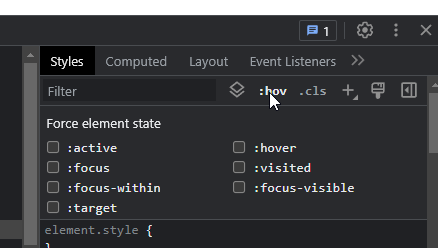 1
Styles Computed Layout Event Listeners
Filter :hov .cls
Force element state
:active :hover
:focus :visited
:focus-within :focus-visible
:target
element.style {
}